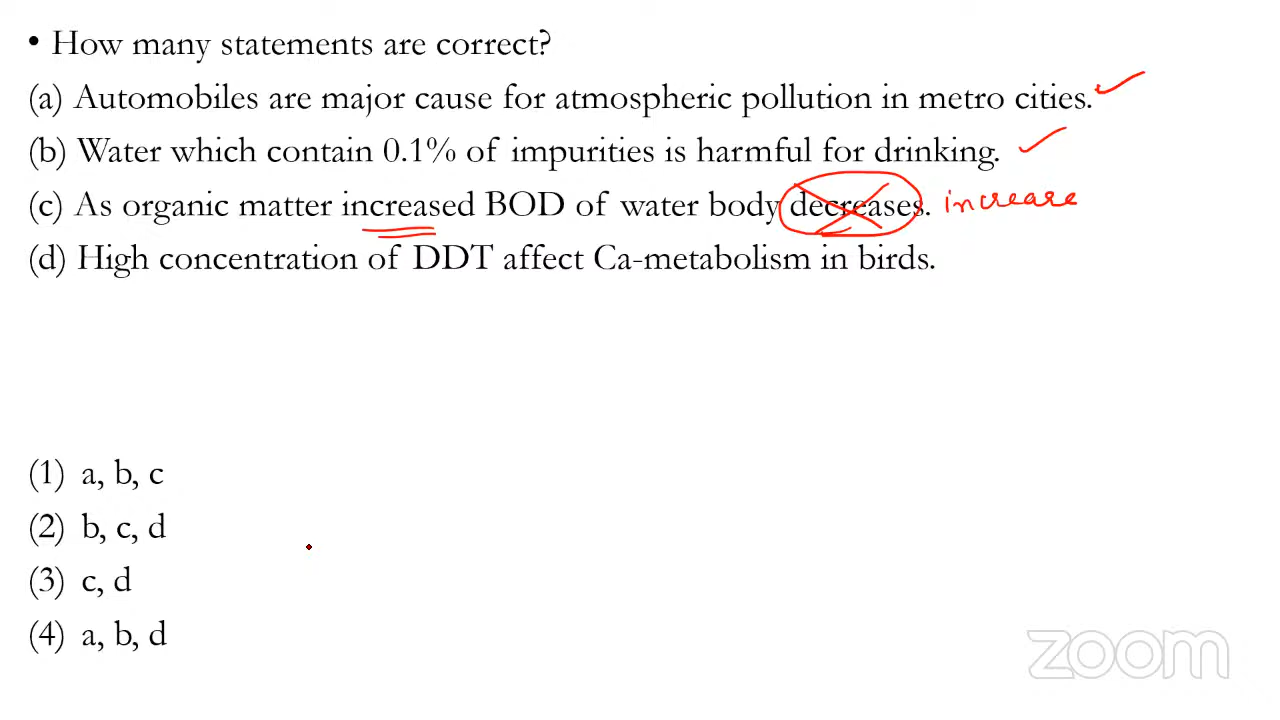 • How many statements are correct?
(a) Automobiles are major cause for atmospheric pollution in metro cities.
(b) Water which contain 0.1% of impurities is harmful for drinking.
(c) As organic matter increased BOD of water body decreases. increase
(d) High concentration of DDT affect Ca-metabolism in birds.
(1) a, b, c
(2) b, c, d
(3) c, d
(4) a, b, d
zoom